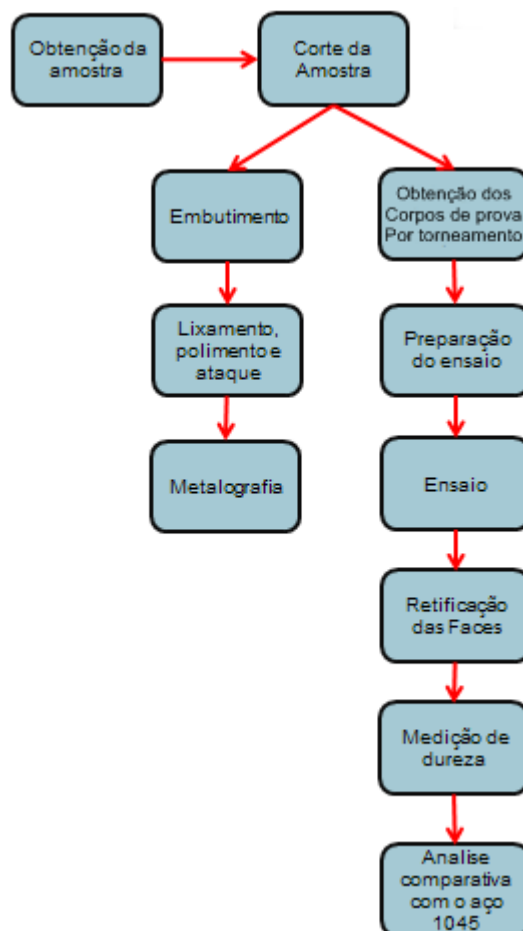 Obtenção da
amostra
Corte da
Amostra
Embutimento
Lixamento,
polimento e
ataque
Metalografia
Obtenção dos
Corpos de prova
Por torneamento
Preparação
do ensaio
Ensaio
Retificação
das Faces
Medição de
dureza
Analise
comparativa
com o aço
1045